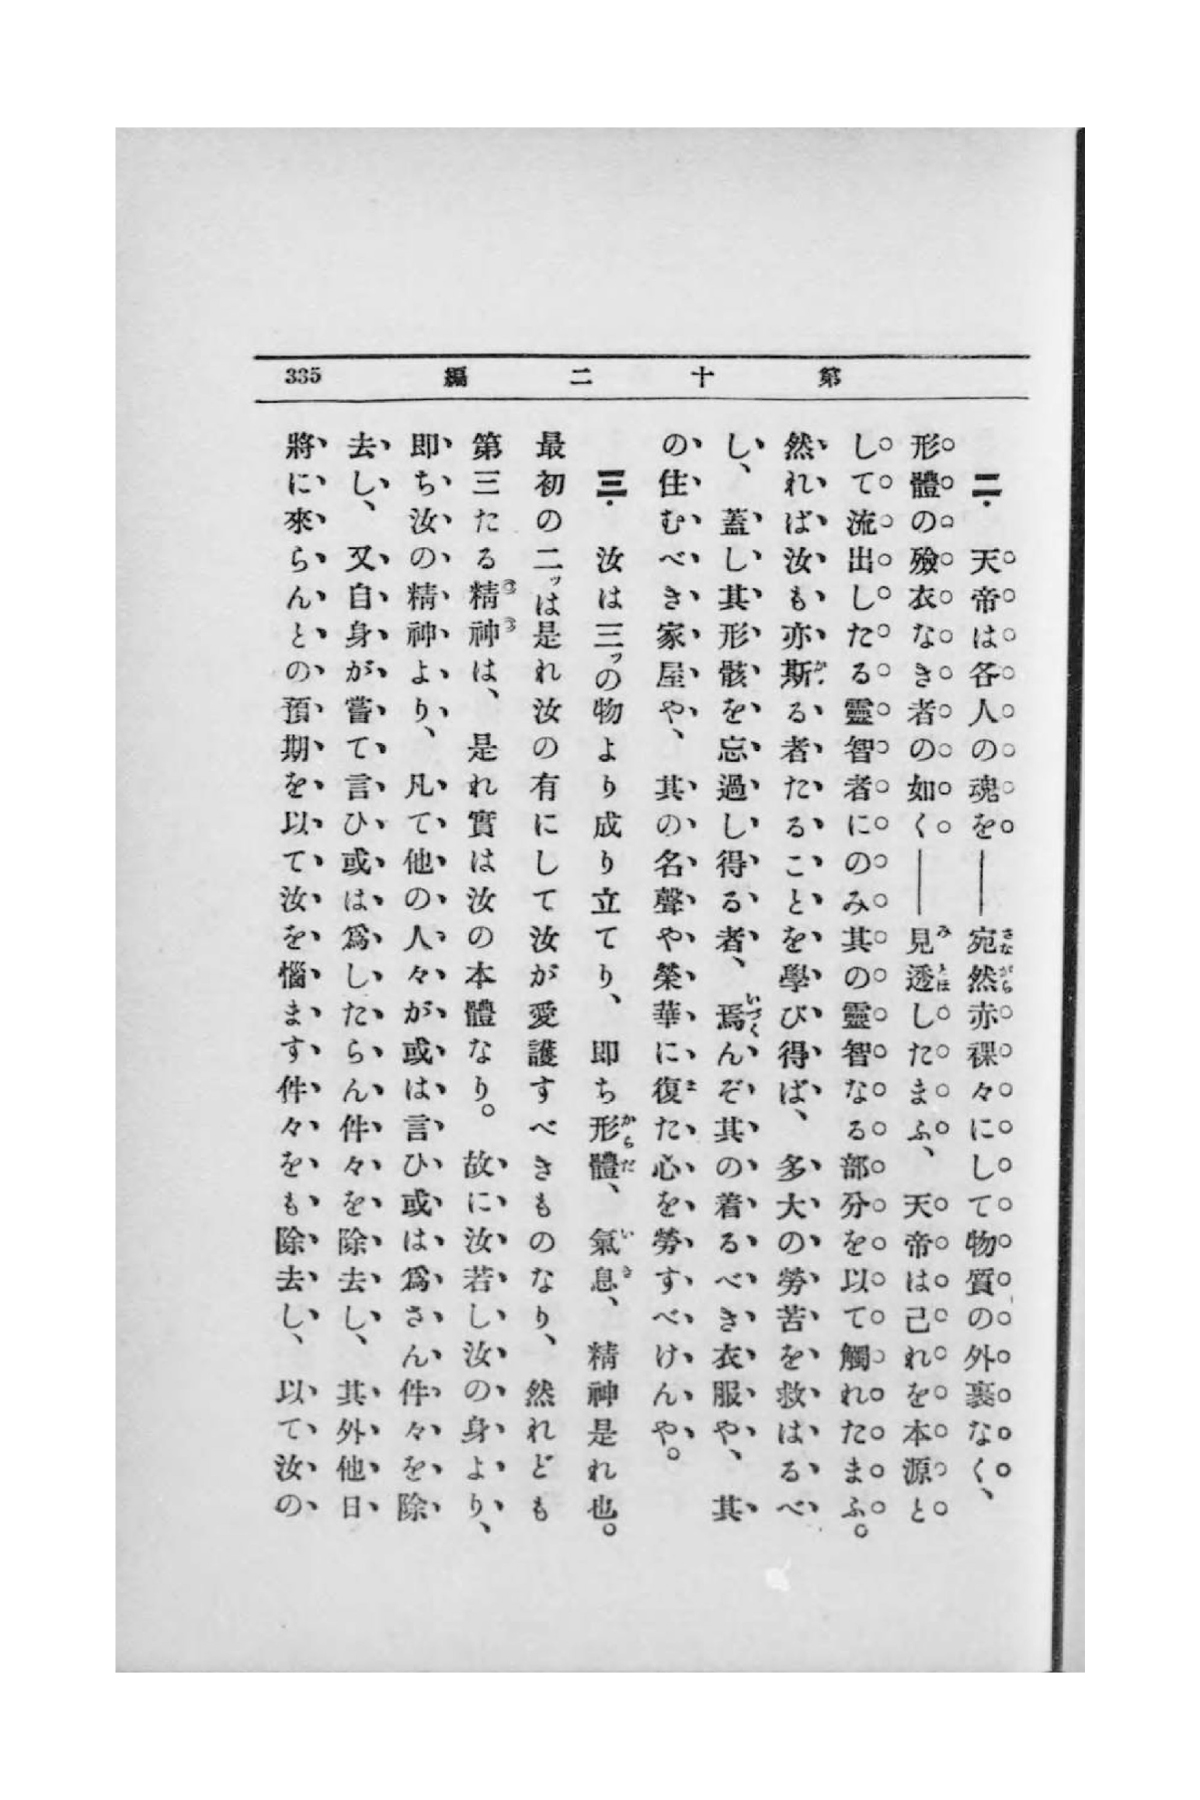 第十二編 335
二. 天帝は各人の魂を──宛然赤裸々にして物質の外裹なく、
形體の殮衣なき者の如く──見透したまふ、天帝は己れを本源と
して流出したる靈智者にのみ其の靈智なる部分を以て觸れたまふ。
然れば汝も亦斯る者たることを學び得ば、多大の勞苦を救はるべ
し、蓋し其形骸を忘過し得る者、焉んぞ其の着るべき衣服や、其
の住むべき家屋や、其の名聲や榮華に復た心を勞すべけんや。
三. 汝は三ッの物より成り立てり、即ち形體、氣息、精神是れ也。
最初の二ッは是れ汝の有にして汝が愛護すべきものなり、然れども
第三たる精神は、是れ實は汝の本體なり。故に汝若し汝の身より、
即ち汝の精神より、凡て他の人々が或は言ひ或は爲さん件々を除
去し、又自身が嘗て言ひ或は爲したらん件々を除去し、其外他日
將に來らんとの預期を以て汝を惱ます件々をも除去し、以て汝の